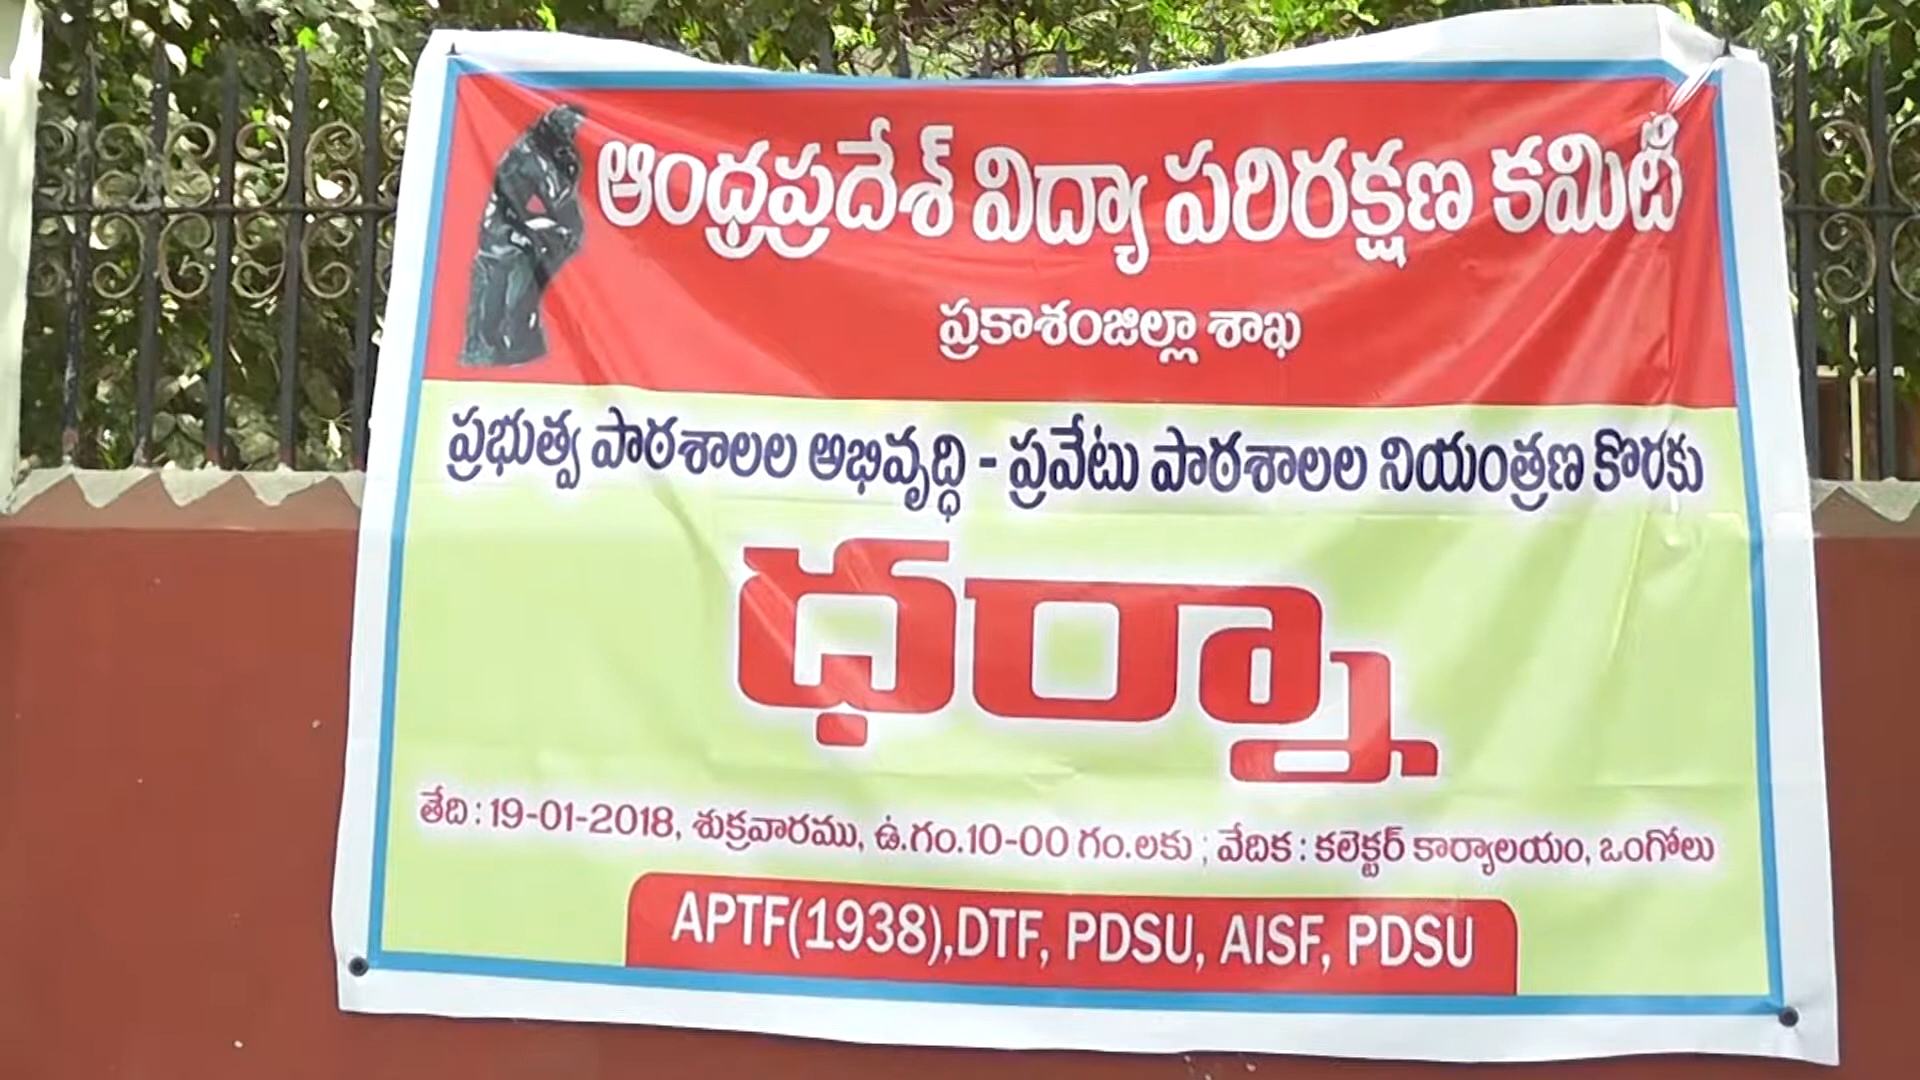 ఆంధ్రప్రదేశ్ విద్యా పరిరక్షణ కమిటీ
ప్రకాశంజిల్లా శాఖ
ప్రభుత్వ పాఠశాలల అభివృద్ధి - ప్రవేటు పాఠశాలల నియంత్రణ కొరకు
ధర్నా
తేది : 19-01-2018, శుక్రవారము, ఉ.గం.10-00 గం.లకు ; వేదిక : కలెక్టర్ కార్యాలయం, ఒంగోలు
APTF(1938),DTF, PDSU, AISF, PDSU